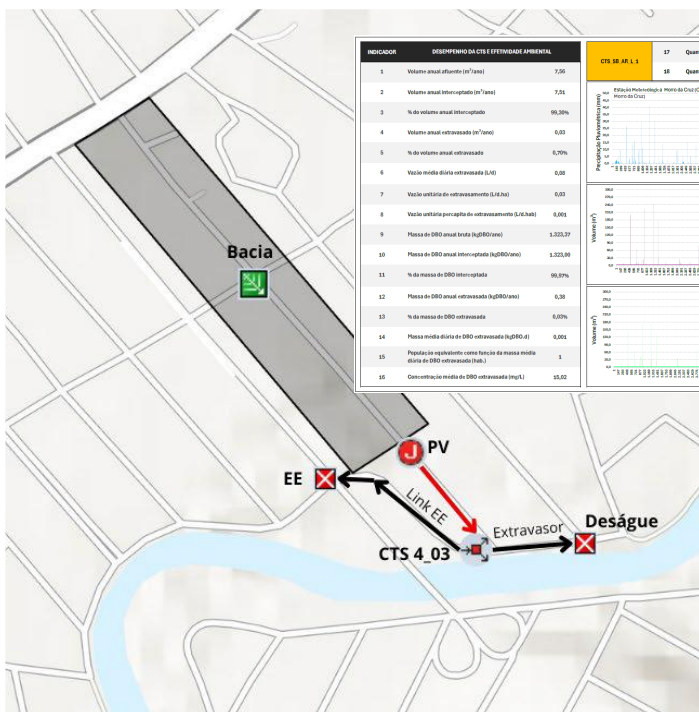 INDICADOR DESEMPENHO DA CTS E EFETIVIDADE AMBIENTAL
1 Volume anual afluente (m³/ano) 7,56
2 Volume anual interceptado (m³/ano) 7,51
3 % do volume anual interceptado 99,30%
4 Volume anual extravasado (m³/ano) 0,03
5 % do volume anual extravasado 0,70%
6 Vazão média diária extravasada (L/d) 0,08
7 Vazão unitária de extravasamento (L/d.ha) 0,03
8 Vazão unitária percapita de extravasamento (L/d.hab) 0,001
9 Massa de DBO anual bruta (kgDBO/ano) 1.323,37
10 Massa de DBO anual interceptada (kgDBO/ano) 1.323,00
11 % da massa de DBO interceptada 99,97%
12 Massa de DBO anual extravasada (kgDBO/ano) 0,38
13 % da massa de DBO extravasada 0,03%
14 Massa média diária de DBO extravasada (kgDBO.d) 0,001
15 População equivalente como função da massa média
diária de DBO extravasada (hab.) 1
16 Concentração média de DBO extravasada (mg/L) 15,02
CTS_SB_AP_L_1
17 Quan
18 Quan
Estação Meteorológica Morro da Cruz (C
Morro da Cruz)
Precipitação Pluviométrica (mm)
Volume (m³)
Volume (m³)
Bacia
PV
J
EE
Link EE
Extravasor
Deságue
CTS 4_03